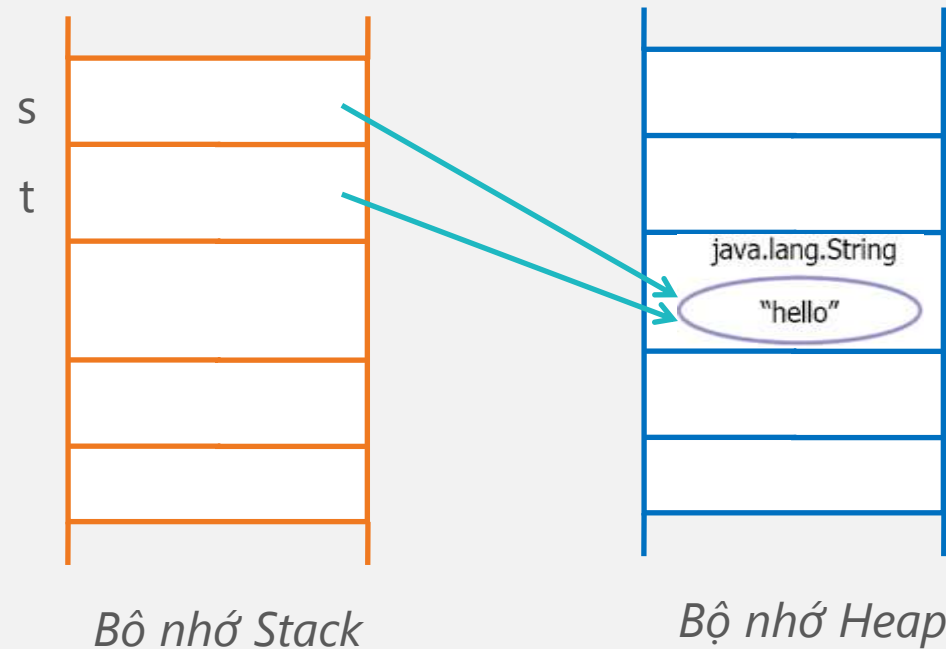 s
t
java.lang.String
“hello”
Bô nhớ Stack
Bộ nhớ Heap